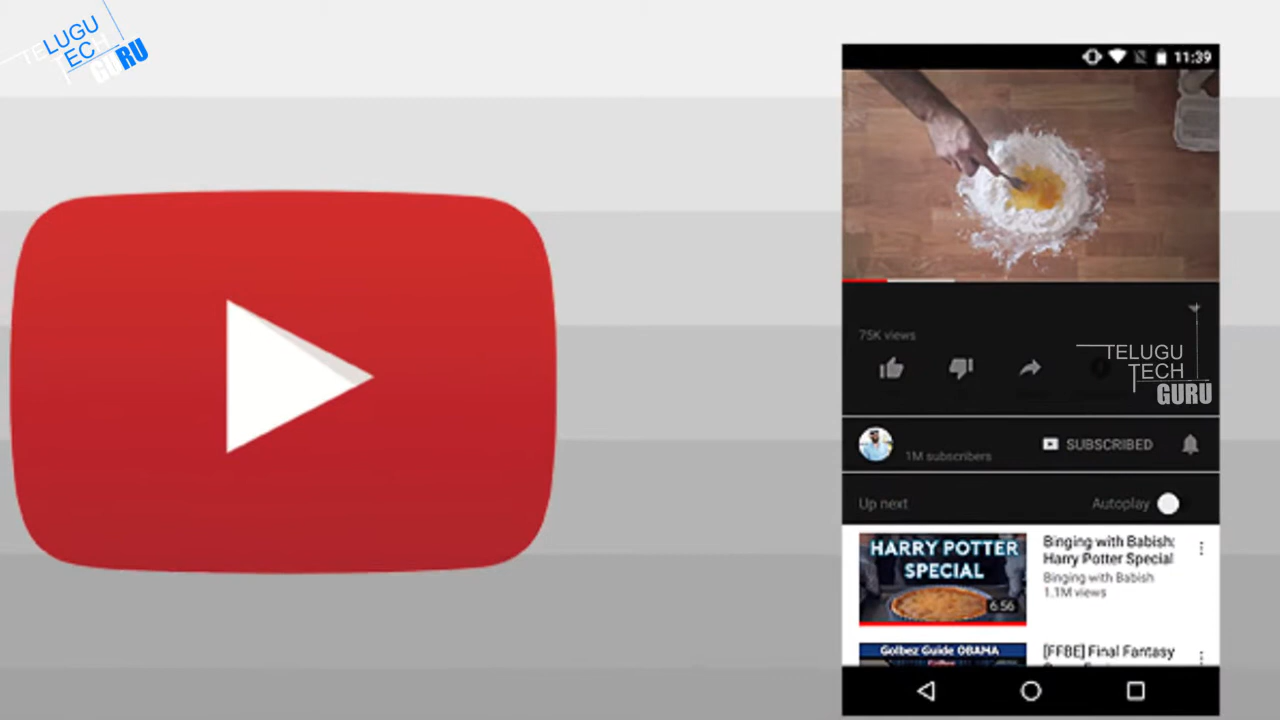 TELUGU
TECH
GURU
11:39
75K views
TELUGU
TECH
GURU
1M subscribers
SUBSCRIBED
Up next
Autoplay
HARRY POTTER
SPECIAL
6:56
Binging with Babish:
Harry Potter Special
Binging with Babish
1.1M views
Golbez Guide OBAMA
[FFBE] Final Fantasy